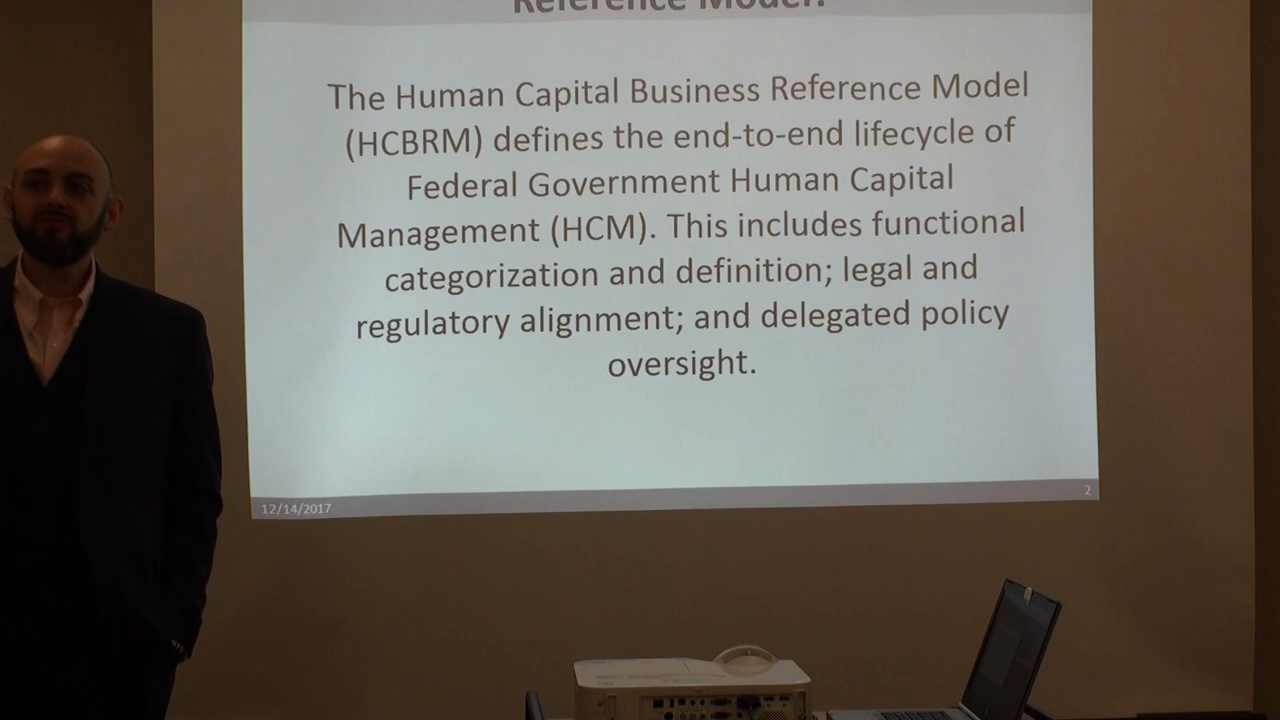 Reference Model?
The Human Capital Business Reference Model
(HCBRM) defines the end-to-end lifecycle of
Federal Government Human Capital
Management (HCM). This includes functional
categorization and definition; legal and
regulatory alignment; and delegated policy
oversight.
12/14/2017
2